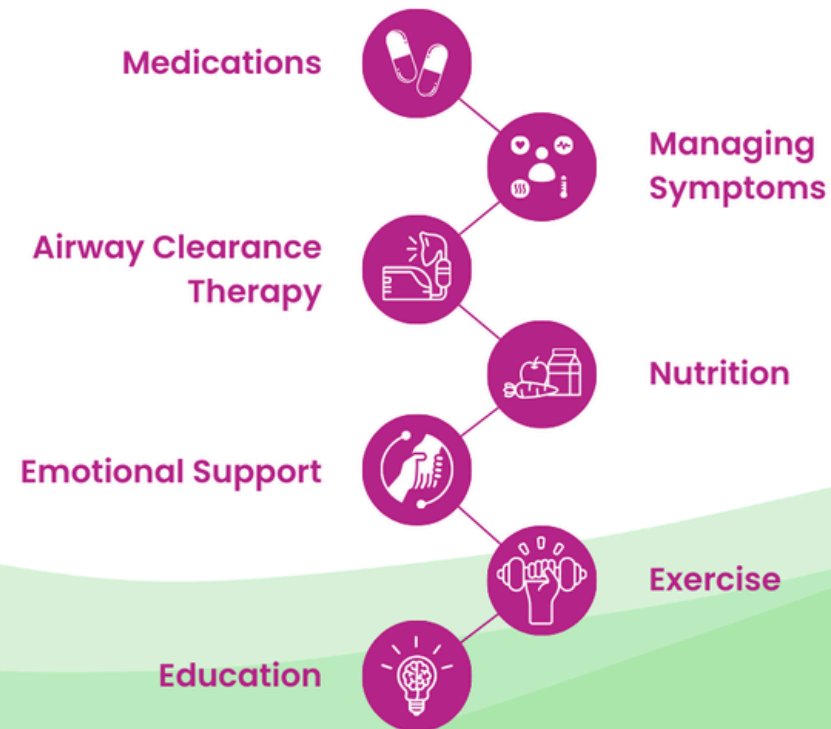 Medications
Managing
Symptoms
Airway Clearance
Therapy
Nutrition
Emotional Support
Exercise
Education